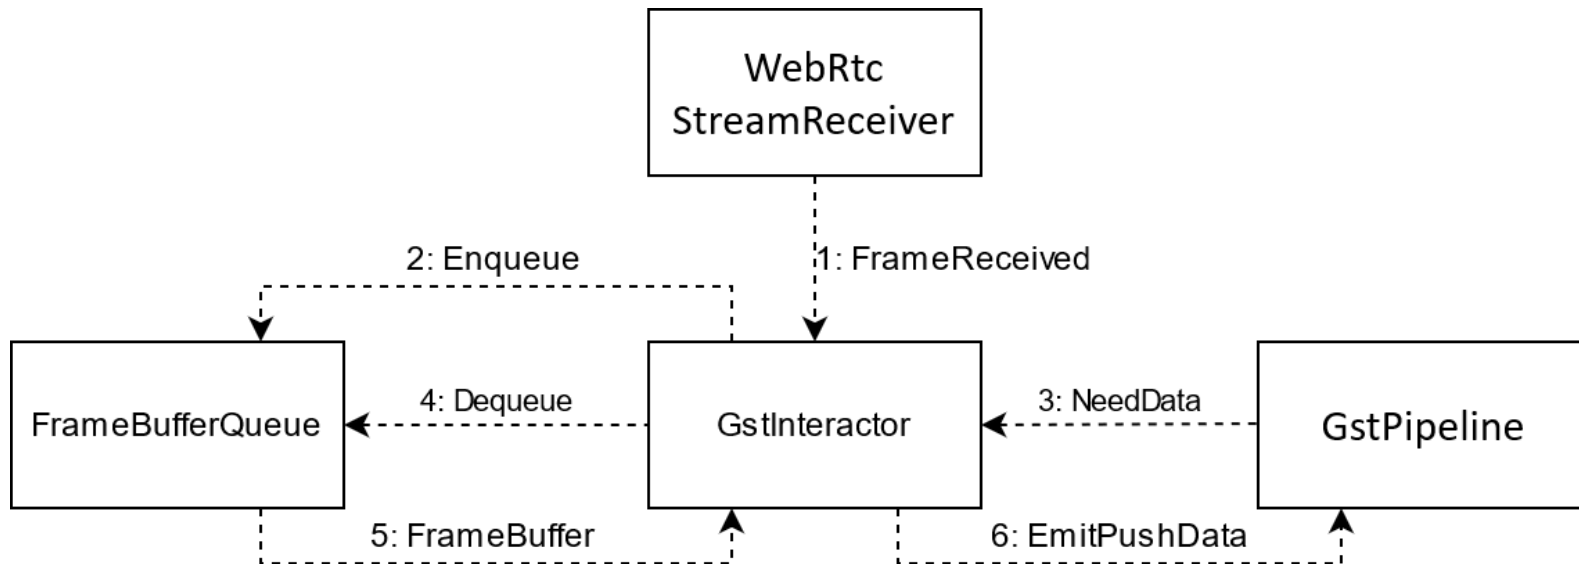 WebRtc
StreamReceiver
2: Enqueue
1: FrameReceived
FrameBufferQueue
4: Dequeue
GstInteractor
3: NeedData
GstPipeline
5: FrameBuffer
6: EmitPushData